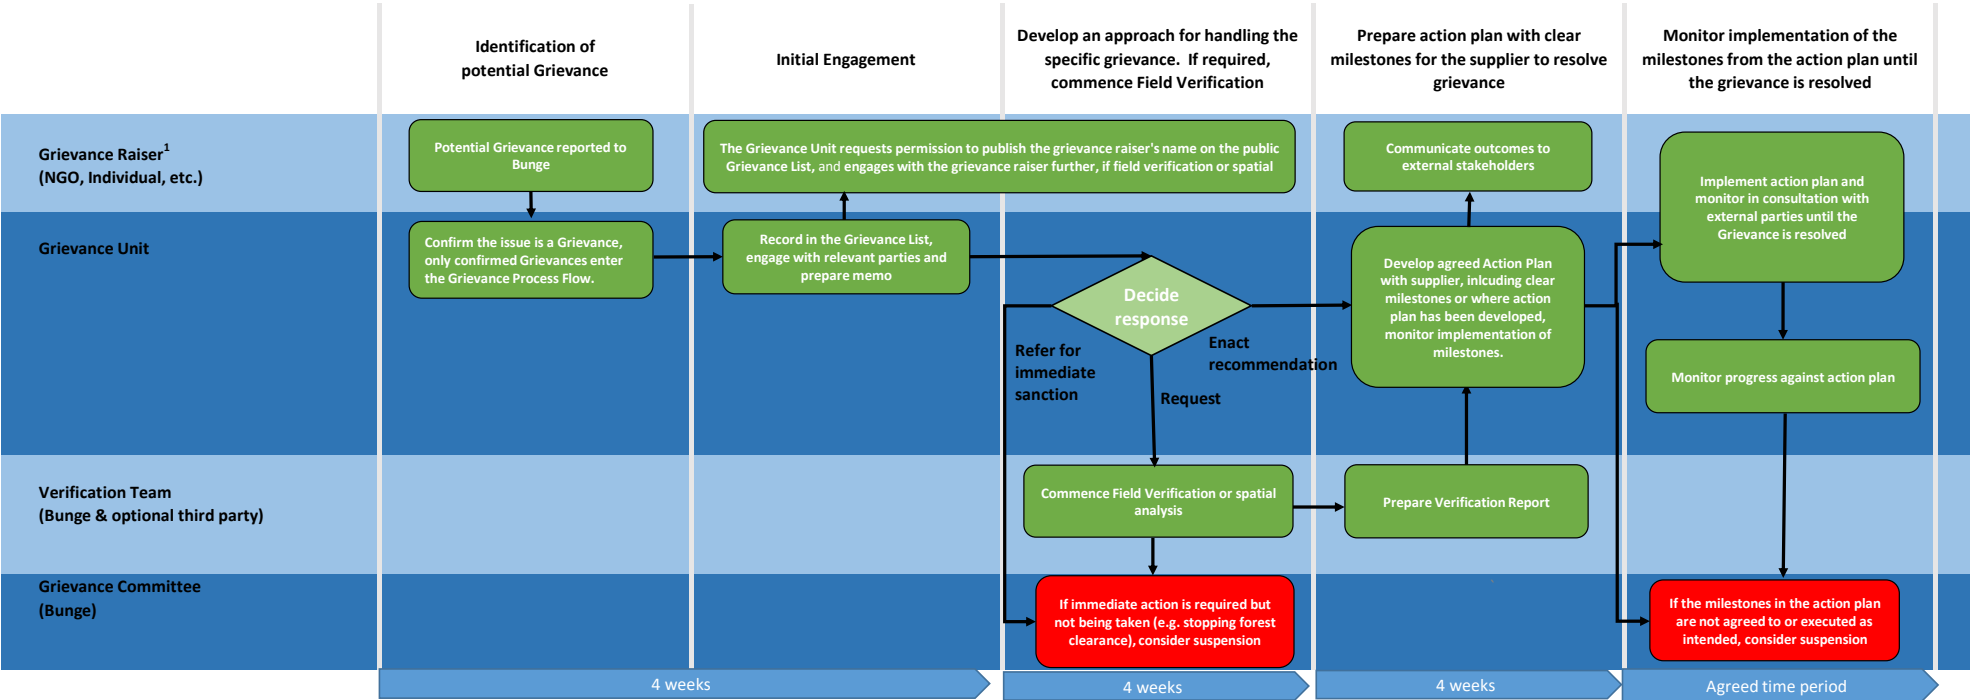 Identification of
potential Grievance
Initial Engagement
Develop an approach for handling the
specific grievance.  If required,
commence Field Verification
Prepare action plan with clear
milestones for the supplier to resolve
grievance
Monitor implementation of the
milestones from the action plan until
the grievance is resolved
Grievance Raiser1
(NGO, Individual, etc.)
Potential Grievance reported to
Bunge
The Grievance Unit requests permission to publish the grievance raiser's name on the public
Grievance List, and engages with the grievance raiser further, if field verification or spatial
Communicate outcomes to
external stakeholders
Implement action plan and
monitor in consultation with
external parties until the
Grievance is resolved
Grievance Unit
Confirm the issue is a Grievance,
only confirmed Grievances enter
the Grievance Process Flow.
Record in the Grievance List,
engage with relevant parties and
prepare memo
Decide
response
Refer for
immediate
sanction
Request
Enact
recommendation
Develop agreed Action Plan
with supplier, inlcuding clear
milestones or where action
plan has been developed,
monitor implementation of
milestones.
Monitor progress against action plan
Verification Team
(Bunge & optional third party)
Commence Field Verification or spatial
analysis
Prepare Verification Report
Grievance Committee
(Bunge)
If immediate action is required but
not being taken (e.g. stopping forest
clearance), consider suspension
If the milestones in the action plan
are not agreed to or executed as
intended, consider suspension
4 weeks
4 weeks
4 weeks
Agreed time period